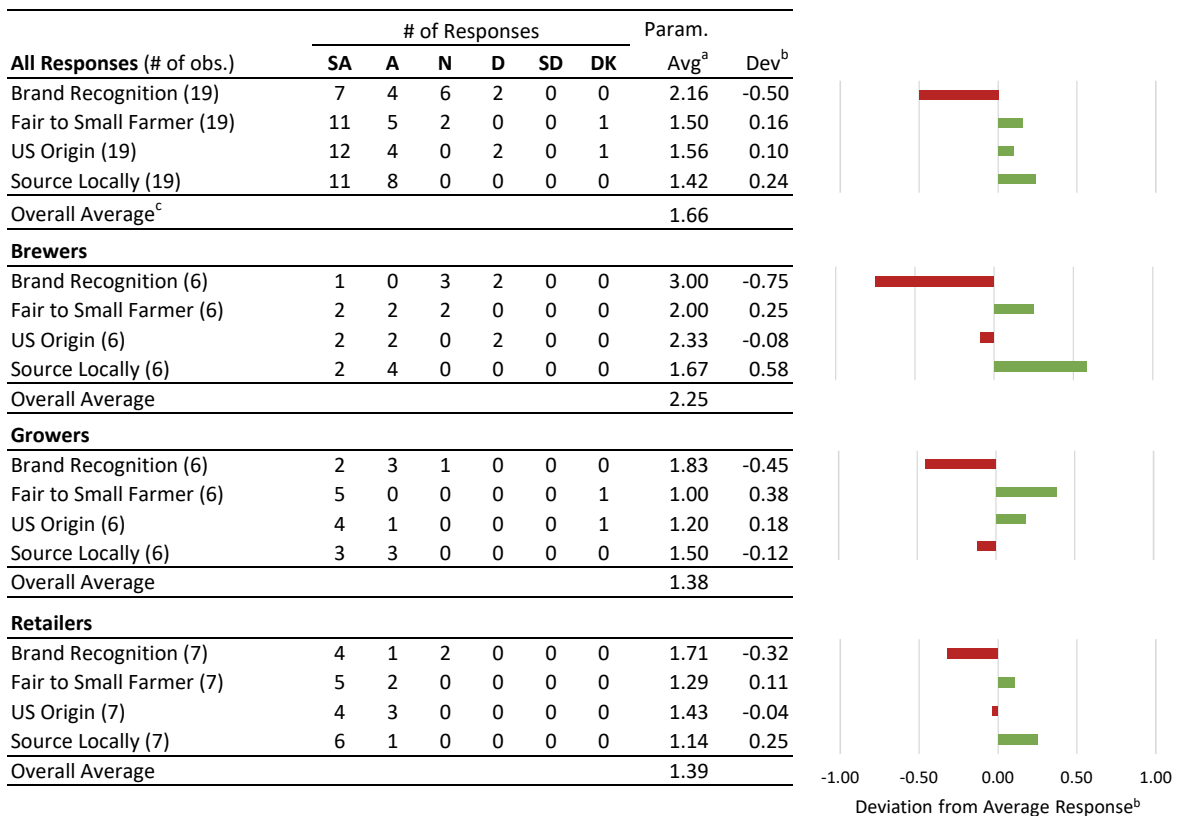 # of Responses Param.
All Responses (# of obs.) SA A N D SD DK Avgᵃ Devᵇ
Brand Recognition (19) 7 4 6 2 0 0 2.16 -0.50
Fair to Small Farmer (19) 11 5 2 0 0 1 1.50 0.16
US Origin (19) 12 4 0 2 0 1 1.56 0.10
Source Locally (19) 11 8 0 0 0 0 1.42 0.24
Overall Averageᶜ 1.66
Brewers
Brand Recognition (6) 1 0 3 2 0 0 3.00 -0.75
Fair to Small Farmer (6) 2 2 2 0 0 0 2.00 0.25
US Origin (6) 2 2 0 2 0 0 2.33 -0.08
Source Locally (6) 2 4 0 0 0 0 1.67 0.58
Overall Average 2.25
Growers
Brand Recognition (6) 2 3 1 0 0 0 1.83 -0.45
Fair to Small Farmer (6) 5 0 0 0 0 1 1.00 0.38
US Origin (6) 4 1 0 0 0 1 1.20 0.18
Source Locally (6) 3 3 0 0 0 0 1.50 -0.12
Overall Average 1.38
Retailers
Brand Recognition (7) 4 1 2 0 0 0 1.71 -0.32
Fair to Small Farmer (7) 5 2 0 0 0 0 1.29 0.11
US Origin (7) 4 3 0 0 0 0 1.43 -0.04
Source Locally (7) 6 1 0 0 0 0 1.14 0.25
Overall Average 1.39
-1.00 -0.50 0.00 0.50 1.00
Deviation from Average Responseᵇ